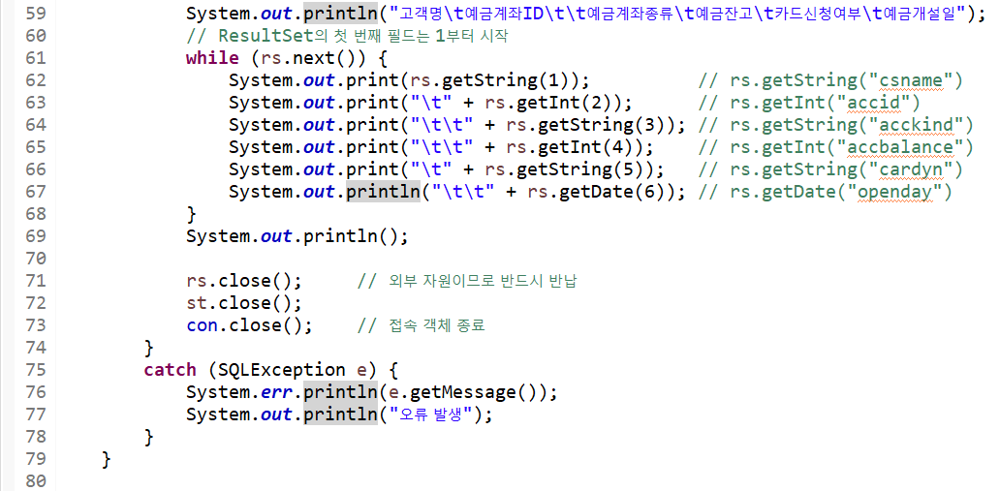 59 System.out.println("고객명\t예금계좌ID\t\t예금계좌종류\t예금잔고\t카드신청여부\t예금개설일");
60 // ResultSet의 첫 번째 필드는 1부터 시작
61 while (rs.next()) {
62 System.out.print(rs.getString(1)); // rs.getString("csname")
63 System.out.print("\t" + rs.getInt(2)); // rs.getInt("accid")
64 System.out.print("\t\t" + rs.getString(3)); // rs.getString("acckind")
65 System.out.print("\t\t" + rs.getInt(4)); // rs.getInt("accbalance")
66 System.out.print("\t" + rs.getString(5)); // rs.getString("cardyn")
67 System.out.println("\t\t" + rs.getDate(6)); // rs.getDate("openday")
68 }
69 System.out.println();
70
71 rs.close(); // 외부 자원이므로 반드시 반납
72 st.close();
73 con.close(); // 접속 객체 종료
74 }
75 catch (SQLException e) {
76 System.err.println(e.getMessage());
77 System.out.println("오류 발생");
78 }
79 }
80